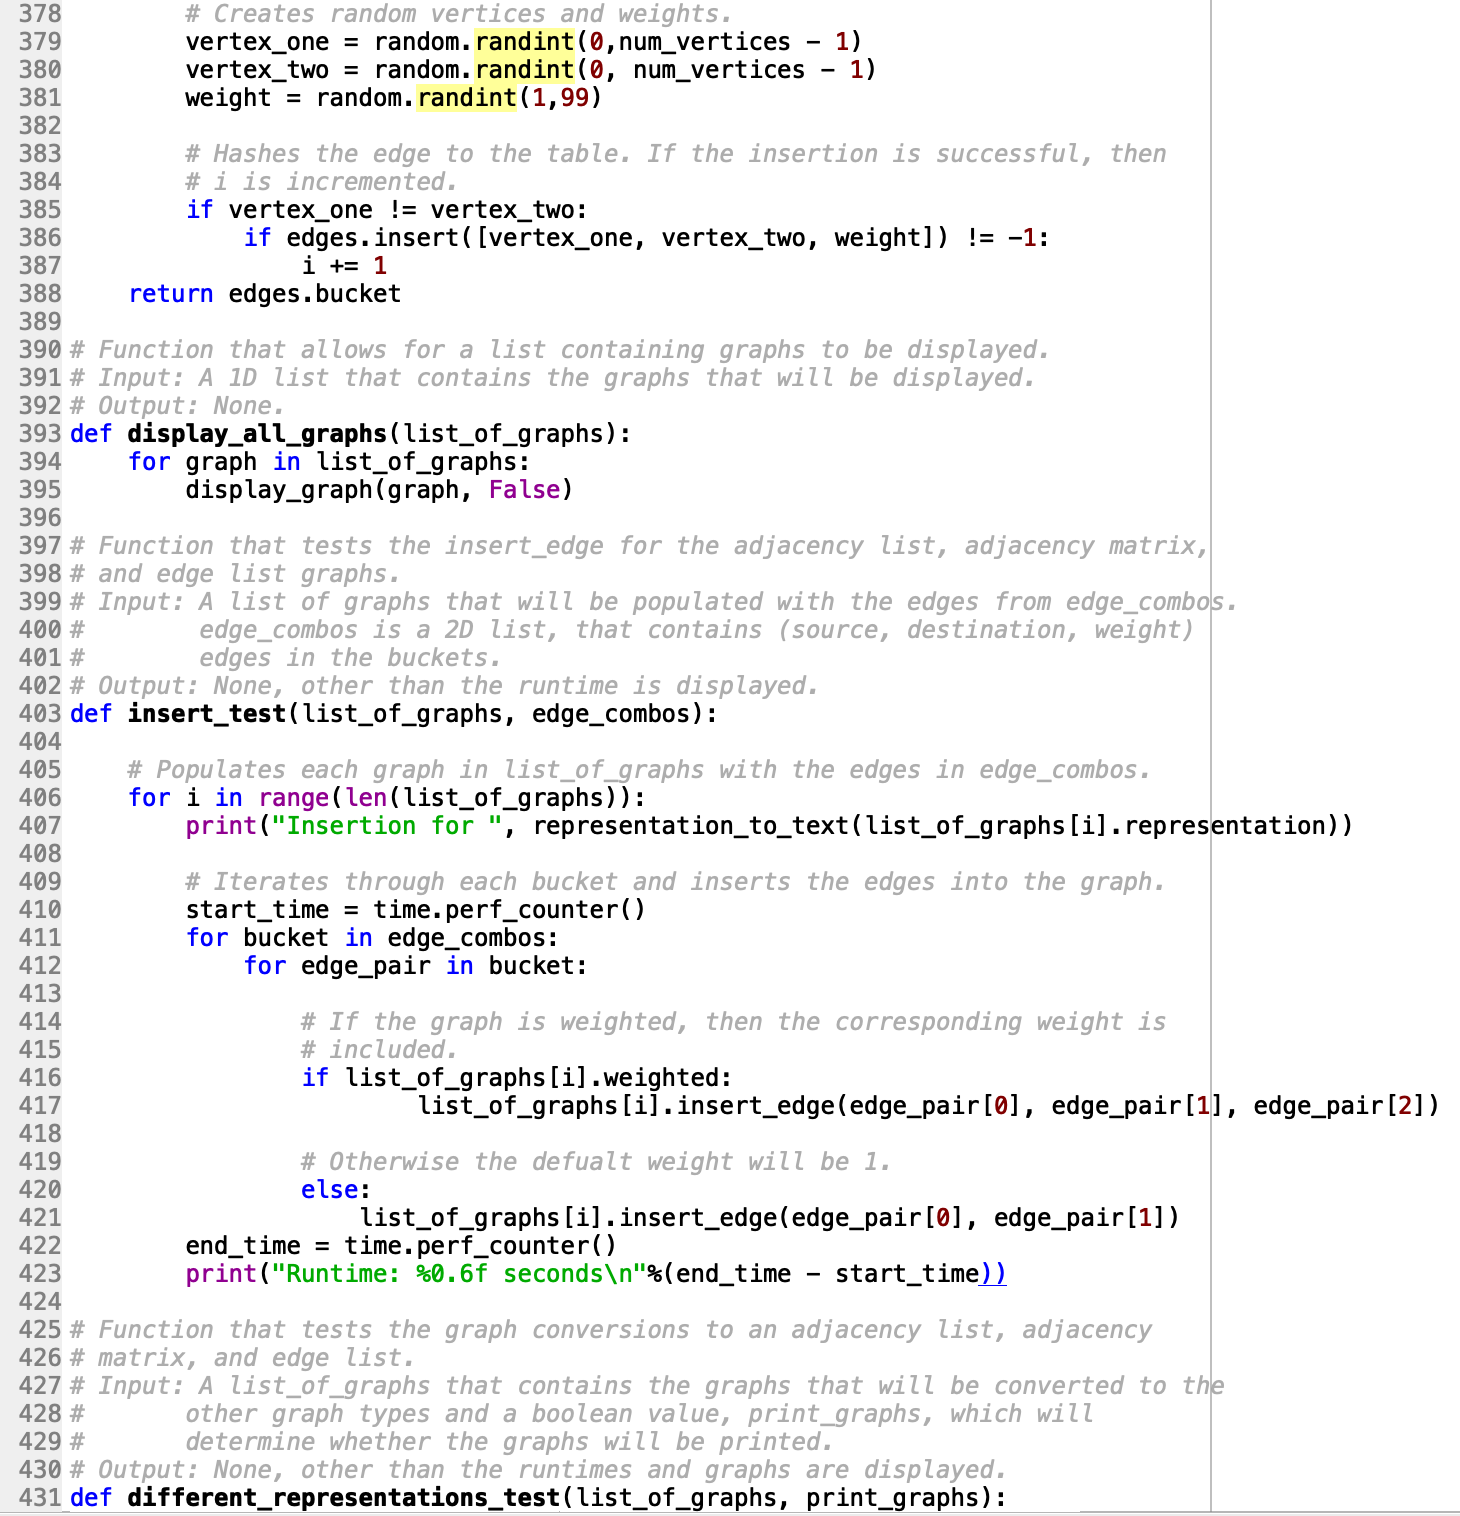 378         # Creates random vertices and weights.
379         vertex_one = random.randint(0,num_vertices - 1)
380         vertex_two = random.randint(0, num_vertices - 1)
381         weight = random.randint(1,99)
382
383         # Hashes the edge to the table. If the insertion is successful, then
384         # i is incremented.
385         if vertex_one != vertex_two:
386             if edges.insert([vertex_one, vertex_two, weight]) != -1:
387                 i += 1
388     return edges.bucket
389
390 # Function that allows for a list containing graphs to be displayed.
391 # Input: A 1D list that contains the graphs that will be displayed.
392 # Output: None.
393 def display_all_graphs(list_of_graphs):
394     for graph in list_of_graphs:
395         display_graph(graph, False)
396
397 # Function that tests the insert_edge for the adjacency list, adjacency matrix,
398 # and edge list graphs.
399 # Input: A list of graphs that will be populated with the edges from edge_combos.
400 #        edge_combos is a 2D list, that contains (source, destination, weight)
401 #        edges in the buckets.
402 # Output: None, other than the runtime is displayed.
403 def insert_test(list_of_graphs, edge_combos):
404
405     # Populates each graph in list_of_graphs with the edges in edge_combos.
406     for i in range(len(list_of_graphs)):
407         print("Insertion for ", representation_to_text(list_of_graphs[i].representation))
408
409         # Iterates through each bucket and inserts the edges into the graph.
410         start_time = time.perf_counter()
411         for bucket in edge_combos:
412             for edge_pair in bucket:
413
414                 # If the graph is weighted, then the corresponding weight is
415                 # included.
416                 if list_of_graphs[i].weighted:
417                         list_of_graphs[i].insert_edge(edge_pair[0], edge_pair[1], edge_pair[2])
418
419                 # Otherwise the defualt weight will be 1.
420                 else:
421                     list_of_graphs[i].insert_edge(edge_pair[0], edge_pair[1])
422         end_time = time.perf_counter()
423         print("Runtime: %0.6f seconds\n"%(end_time - start_time))
424
425 # Function that tests the graph conversions to an adjacency list, adjacency
426 # matrix, and edge list.
427 # Input: A list_of_graphs that contains the graphs that will be converted to the
428 #       other graph types and a boolean value, print_graphs, which will
429 #       determine whether the graphs will be printed.
430 # Output: None, other than the runtimes and graphs are displayed.
431 def different_representations_test(list_of_graphs, print_graphs):